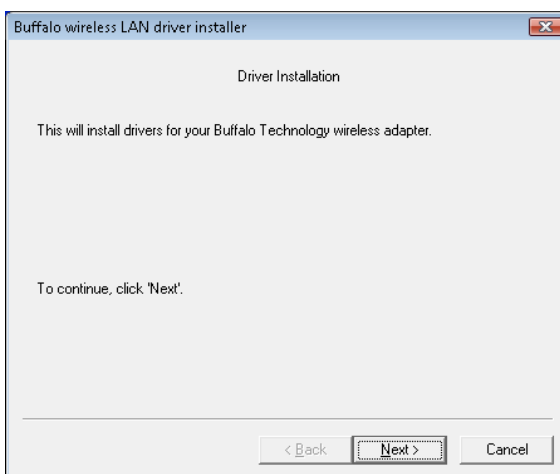 Buffalo wireless LAN driver installer
Driver Installation
This will install drivers for your Buffalo Technology wireless adapter.
To continue, click 'Next'.
< Back Next > Cancel